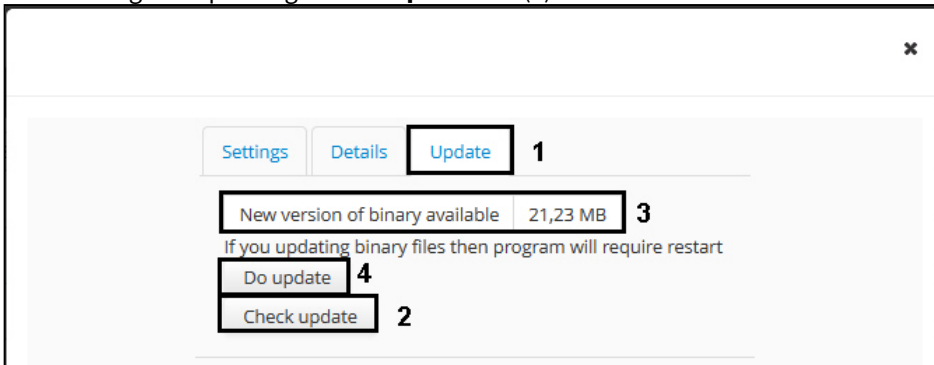 ✖
Settings Details Update 1
New version of binary available 21,23 MB 3
If you updating binary files then program will require restart
Do update 4
Check update 2